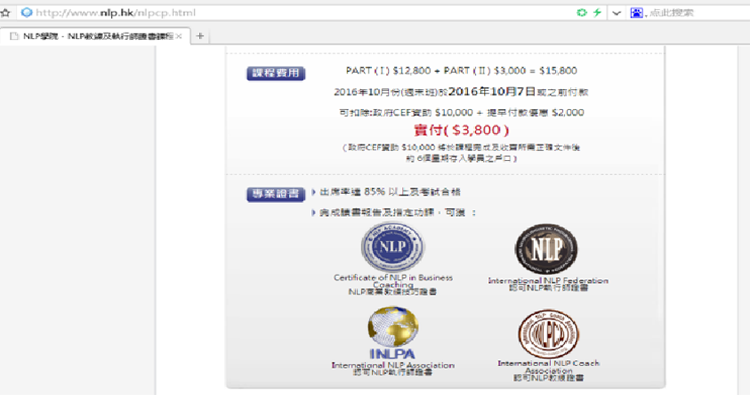 http://www.nlp.hk/nlpcp.html
点此搜索
NLP學院 - NLP教練及執行師證書課程
課程費用
PART (I) $12,800 + PART (II) $3,000 = $15,800
2016年10月份(週末班)於2016年10月7日或之前付款
可扣除:政府CEF資助 $10,000 + 提早付款優惠 $2,000
實付( $3,800 )
(政府CEF資助 $10,000 將於課程完成及收齊所需正確文件後
約 6個星期存入學員之戶口)
專業證書
出席率達 85% 以上及考試合格
完成讀書報告及指定功課,可獲 :
NLP ACADEMY
NLP
NLP
Certificate of NLP in Business
Coaching
NLP商業教練技巧證書
International NLP Federation
認可NLP執行師證書
INLPA
INLPCA
International NLP Association
認可NLP執行師證書
International NLP Coach
Association
認可NLP教練證書